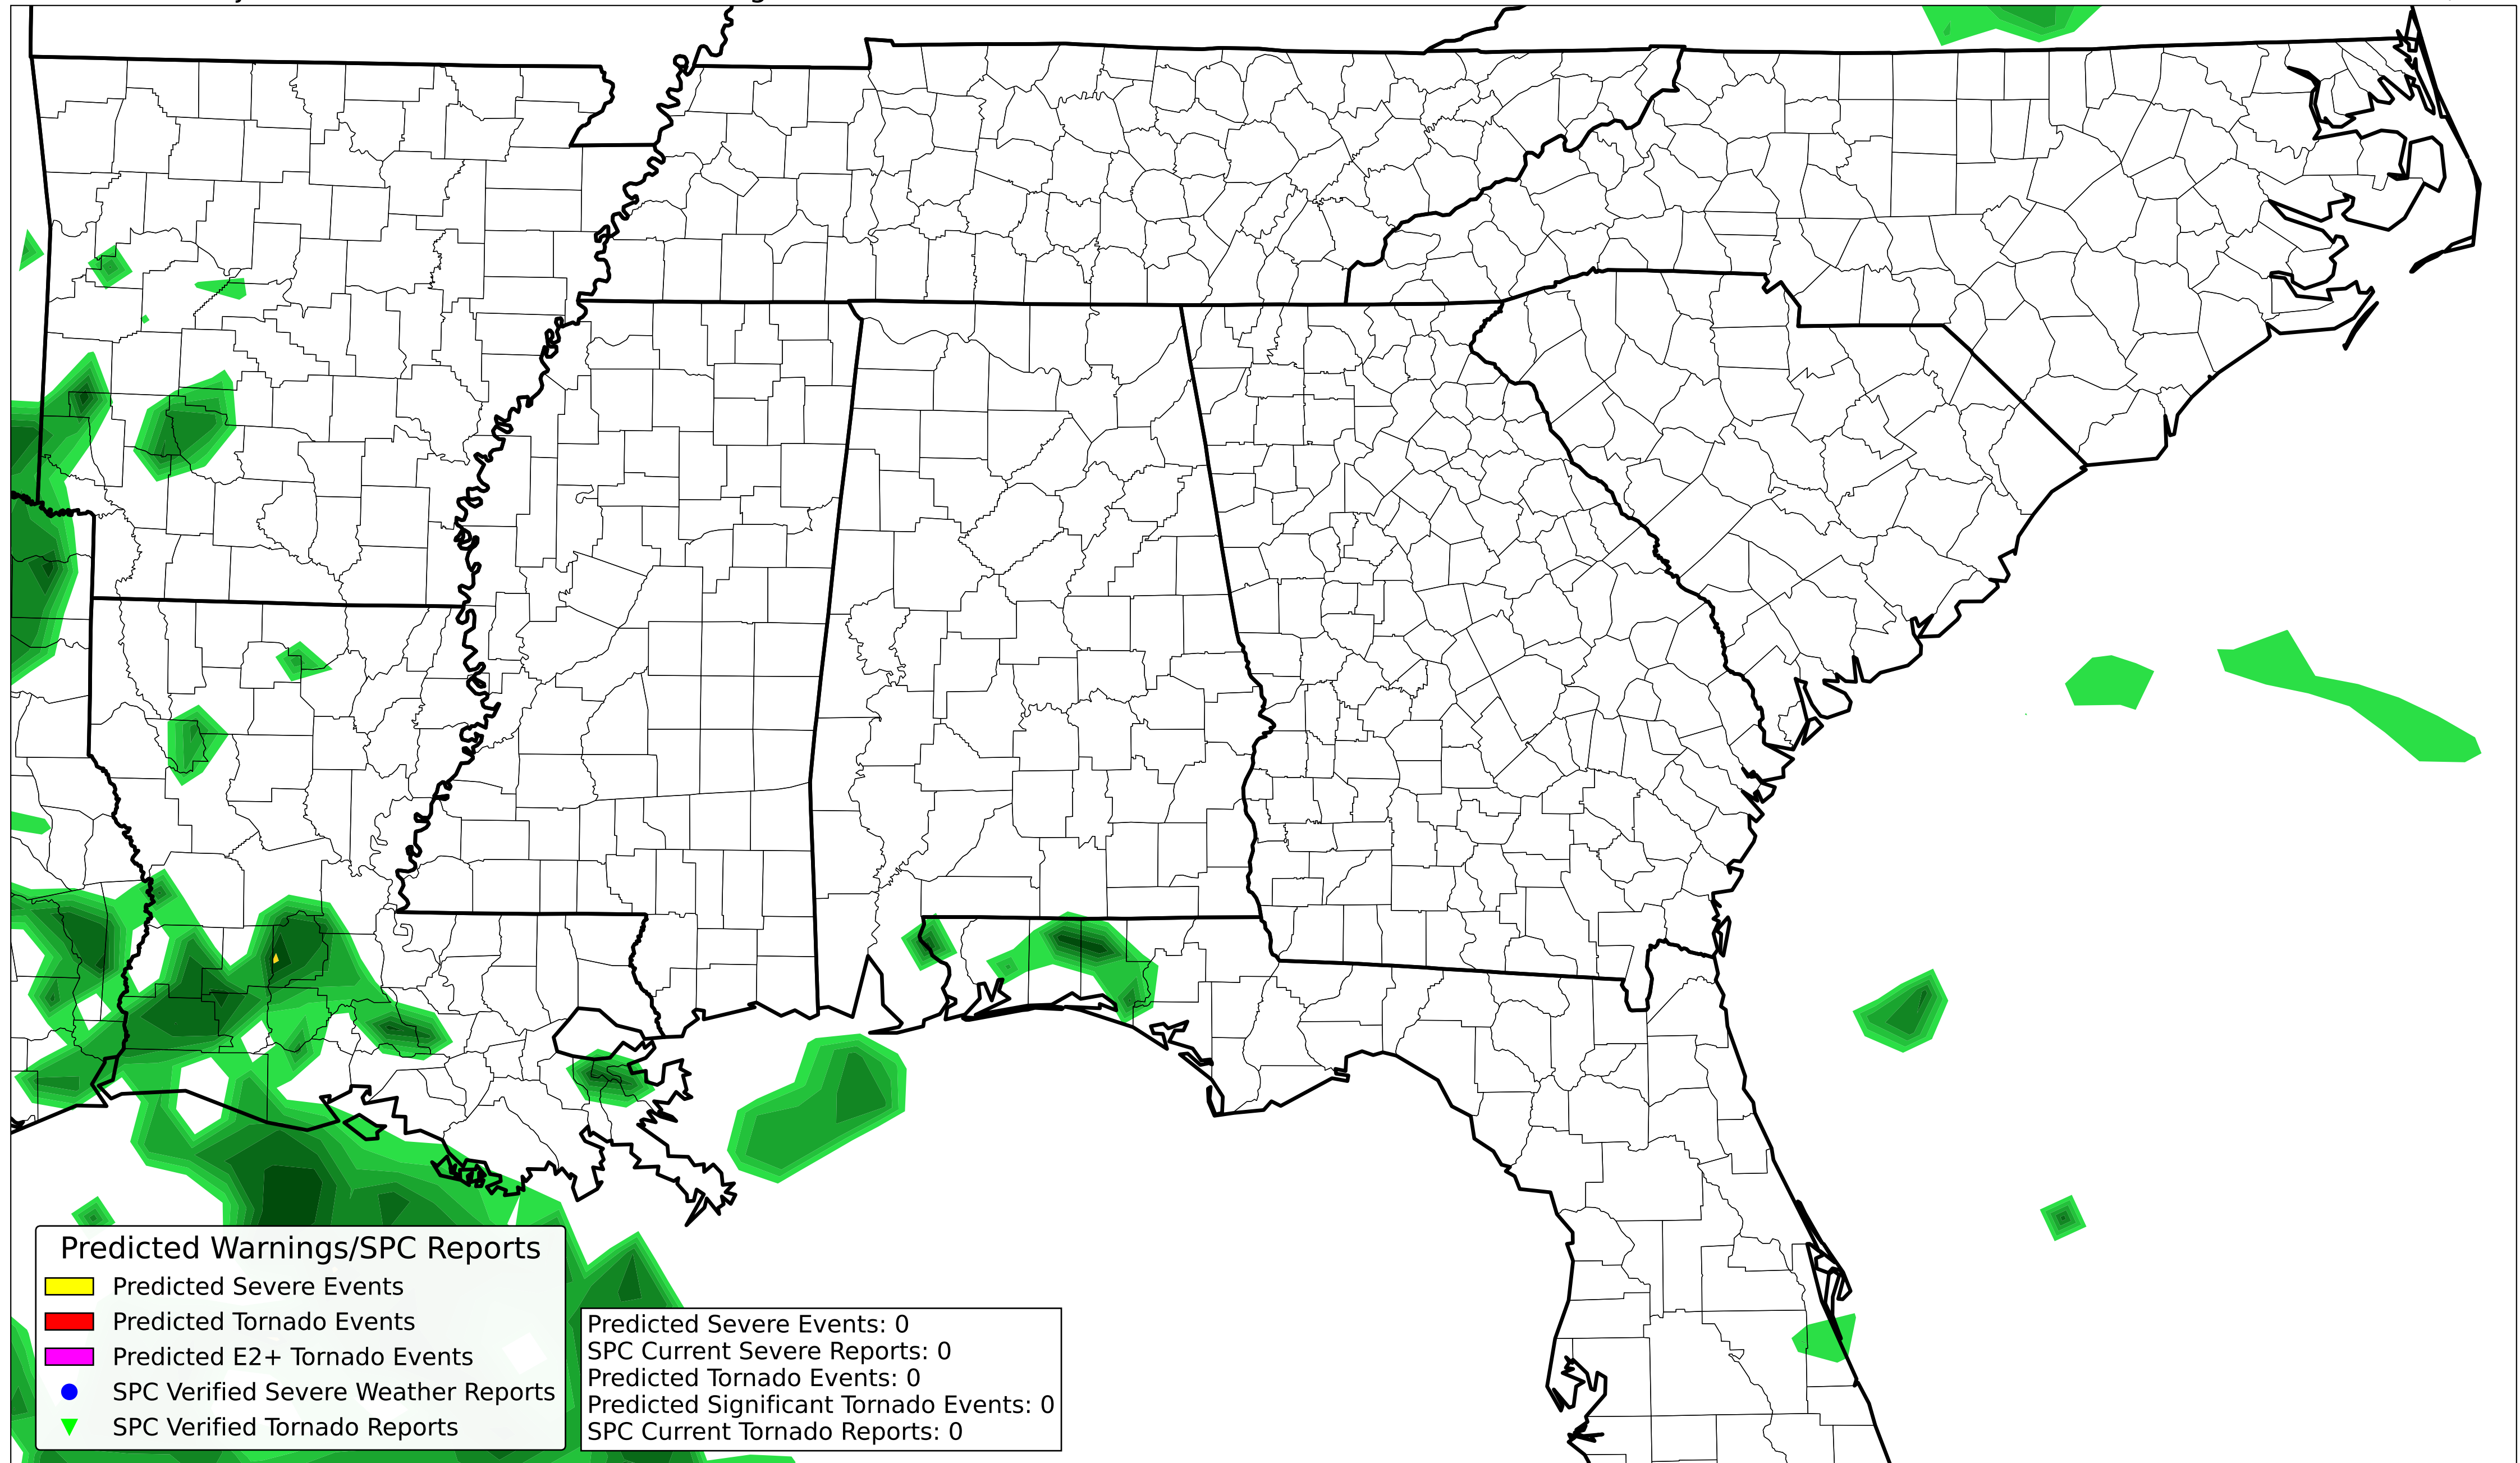 Predicted Warnings/SPC Reports
Predicted Severe Events
Predicted Tornado Events
Predicted E2+ Tornado Events
SPC Verified Severe Weather Reports
SPC Verified Tornado Reports
Predicted Severe Events: 0
SPC Current Severe Reports: 0
Predicted Tornado Events: 0
Predicted Significant Tornado Events: 0
SPC Current Tornado Reports: 0